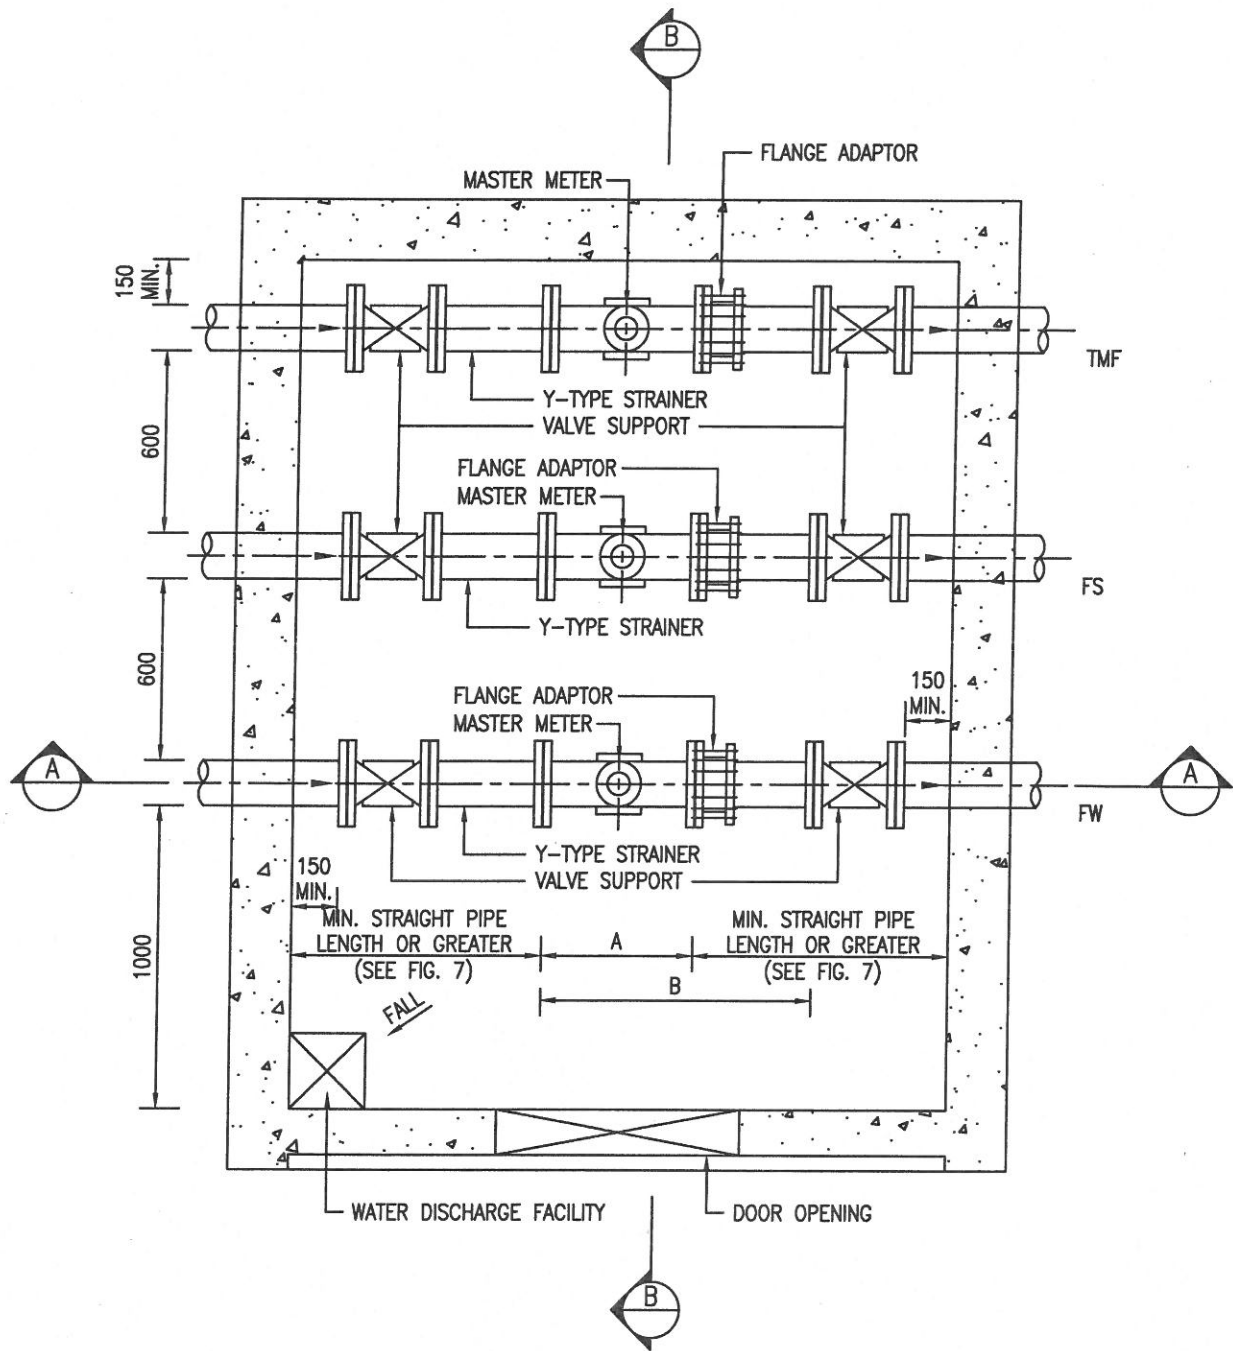 B
FLANGE ADAPTOR
MASTER METER
150
MIN.
TMF
Y-TYPE STRAINER
VALVE SUPPORT
600
FLANGE ADAPTOR
MASTER METER
FS
Y-TYPE STRAINER
600
FLANGE ADAPTOR
MASTER METER
150
MIN.
A
A
FW
Y-TYPE STRAINER
VALVE SUPPORT
150
MIN.
MIN. STRAIGHT PIPE
LENGTH OR GREATER
(SEE FIG. 7)
A
MIN. STRAIGHT PIPE
LENGTH OR GREATER
(SEE FIG. 7)
B
1000
FALL
WATER DISCHARGE FACILITY
DOOR OPENING
B